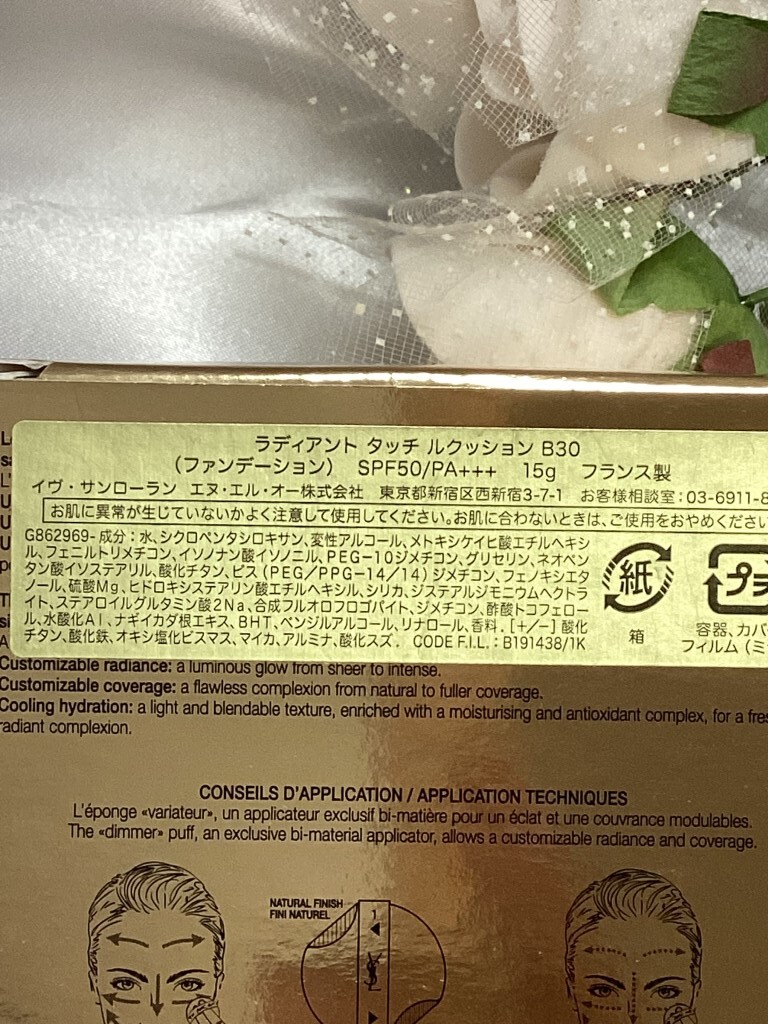 ラディアント タッチ ルクッション B30
(ファンデーション) SPF50/PA+++ 15g フランス製
イヴ・サンローラン エヌ・エル・オー株式会社 東京都新宿区西新宿3-7-1 お客様相談室:03-6911-8
お肌に異常が生じていないかよく注意して使用してください。お肌に合わないときは、ご使用をおやめください
G862969-成分:水、シクロペンタシロキサン、変性アルコール、メトキシケイヒ酸エチルヘキシ
ル、フェニルトリメチコン、イソノナン酸イソノニル、PEG-10ジメチコン、グリセリン、ネオペン
タン酸イソステアリル、酸化チタン、ビス(PEG/PPG-14/14)ジメチコン、フェノキシエタ
ノール、硫酸Mg、ヒドロキシステアリン酸エチルヘキシル、シリカ、ジステアルジモニウムヘクトラ
イト、ステアロイルグルタミン酸2Na、合成フルオロフロゴパイト、ジメチコン、酢酸トコフェロー
ル、水酸化Al、ナギイカダ根エキス、BHT、ベンジルアルコール、リナロール、香料、[+/-]酸化
チタン、酸化鉄、オキシ塩化ビスマス、マイカ、アルミナ、酸化スズ. CODE F.I.L.:B191438/1K
紙
箱
プラ
容器、カバ
フィルム(ミ
Customizable radiance: a luminous glow from sheer to intense.
Customizable coverage: a flawless complexion from natural to fuller coverage.
Cooling hydration: a light and blendable texture, enriched with a moisturising and antioxidant complex, for a fres
radiant complexion.
CONSEILS D'APPLICATION / APPLICATION TECHNIQUES
L'éponge «variateur», un applicateur exclusif bi-matière pour un éclat et une couvrance modulables.
The «dimmer» puff, an exclusive bi-material applicator, allows a customizable radiance and coverage.
NATURAL FINISH
FINI NATUREL
1
YSL